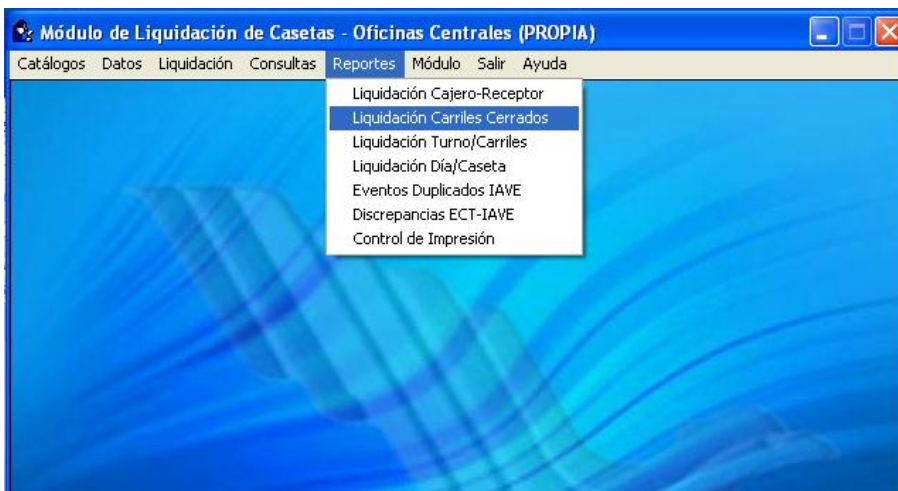 Módulo de Liquidación de Casetas - Oficinas Centrales (PROPIA)
Catálogos Datos Liquidación Consultas Reportes Módulo Salir Ayuda
Liquidación Cajero-Receptor
Liquidación Carriles Cerrados
Liquidación Turno/Carriles
Liquidación Día/Caseta
Eventos Duplicados IAVE
Discrepancias ECT-IAVE
Control de Impresión